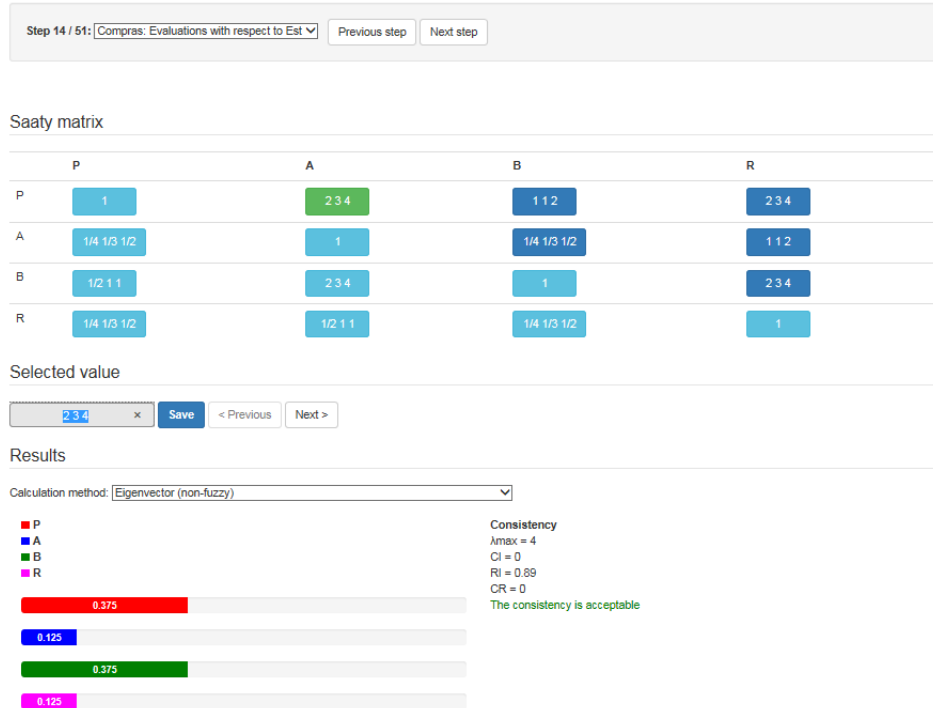 Step 14 / 51: Compras: Evaluations with respect to Est Previous step Next step
Saaty matrix
P A B R
P 1 2 3 4 1 1 2 2 3 4
A 1/4 1/3 1/2 1 1/4 1/3 1/2 1 1 2
B 1/2 1 1 2 3 4 1 2 3 4
R 1/4 1/3 1/2 1/2 1 1 1/4 1/3 1/2 1
Selected value
2 3 4 × Save < Previous Next >
Results
Calculation method: Eigenvector (non-fuzzy)
P
A
B
R
Consistency
λmax = 4
CI = 0
RI = 0.89
CR = 0
The consistency is acceptable
0.375
0.125
0.375
0.125